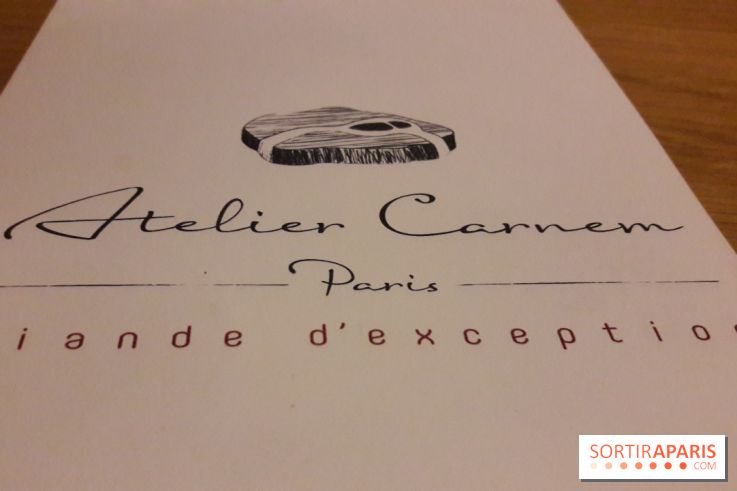 Atelier Carnem
Paris
iande d'exceptio
SORTIRAPARIS
.COM